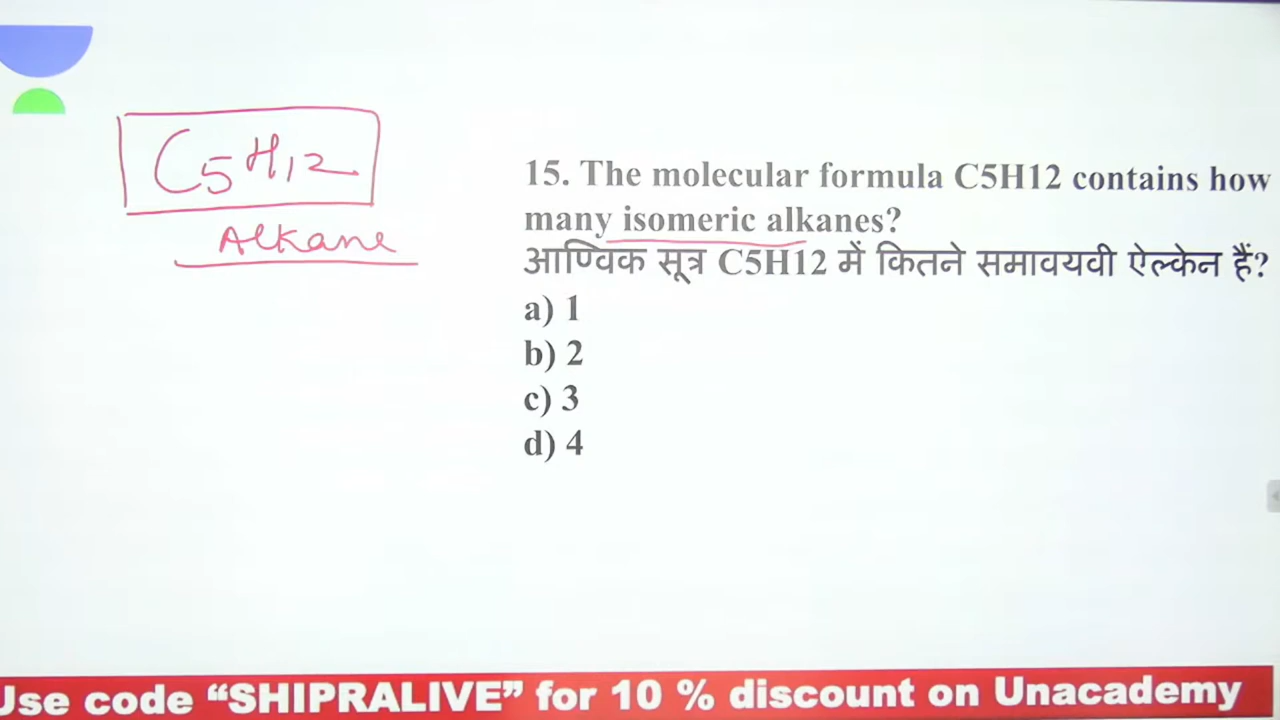 C5H12
Alkane
15. The molecular formula C5H12 contains how
many isomeric alkanes?
आण्विक सूत्र C5H12 में कितने समावयवी ऐल्केन हैं?
a) 1
b) 2
c) 3
d) 4
Use code “SHIPRALIVE” for 10 % discount on Unacademy